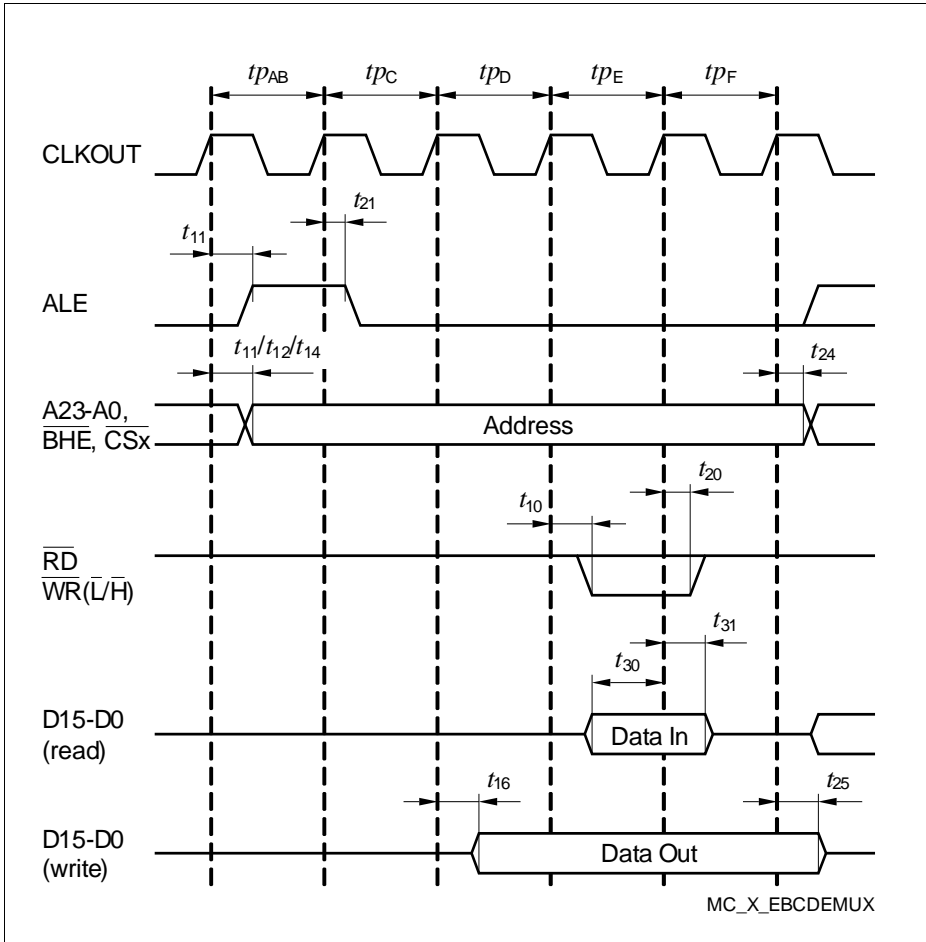 tpAB tpC tpD tpE tpF
CLKOUT
t21
t11
ALE
t11/t12/t14
t24
A23-A0,
BHE, CSx
Address
t20
t10
RD
WR(L/H)
t31
t30
D15-D0
(read)
Data In
t16
t25
D15-D0
(write)
Data Out
MC_X_EBCDEMUX